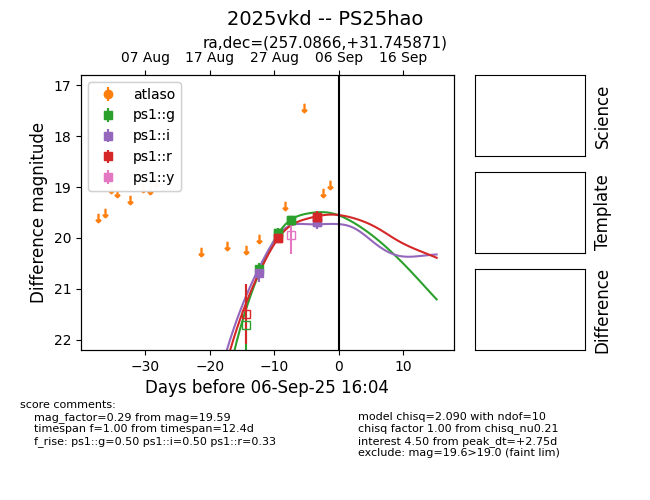 2025vkd -- PS25hao
ra,dec=(257.0866,+31.745871)
07 Aug 17 Aug 27 Aug 06 Sep 16 Sep
17
18
19
20
21
22
Difference magnitude
atlaso
ps1::g
ps1::i
ps1::r
ps1::y
−30 −20 −10 0 10
Days before 06-Sep-25 16:04
Science
Template
Difference
score comments:
mag_factor=0.29 from mag=19.59
timespan f=1.00 from timespan=12.4d
f_rise: ps1::g=0.50 ps1::i=0.50 ps1::r=0.33
model chisq=2.090 with ndof=10
chisq factor 1.00 from chisq_nu0.21
interest 4.50 from peak_dt=+2.75d
exclude: mag=19.6>19.0 (faint lim)